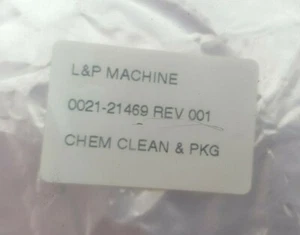 L&P MACHINE
0021-21469 REV 001
CHEM CLEAN & PKG